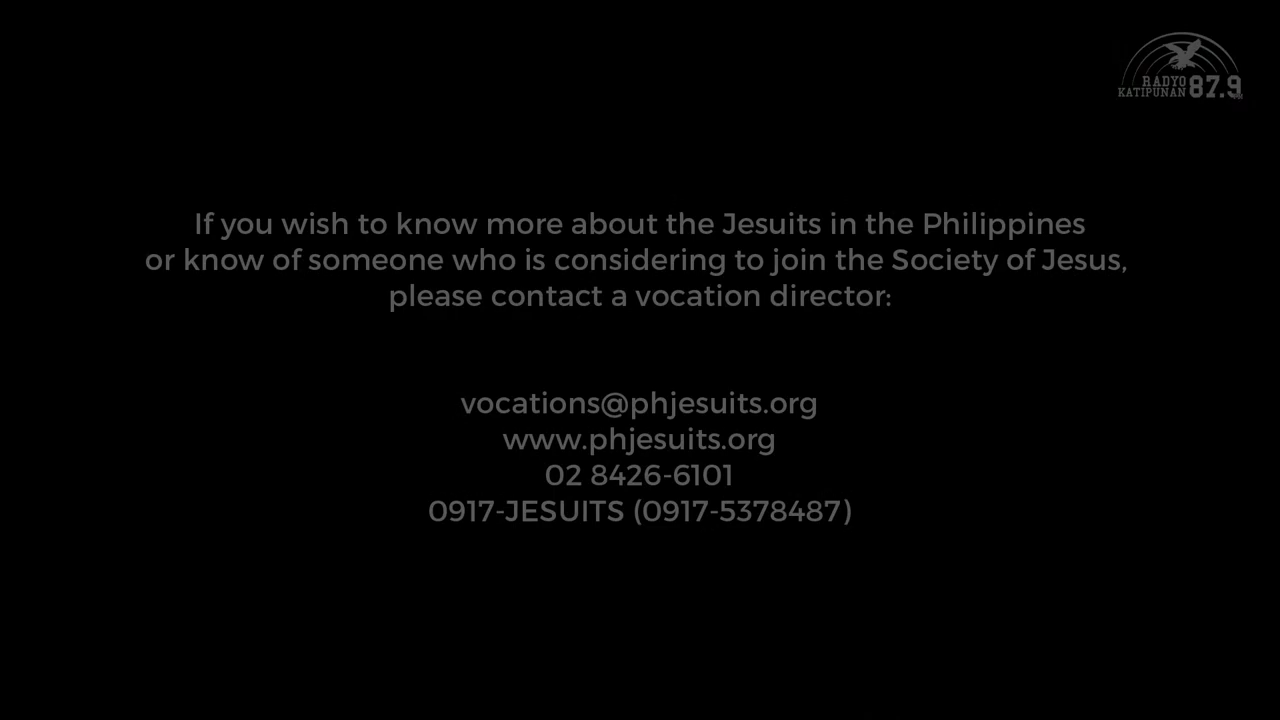 RADYO
KATIPUNAN 87.9
If you wish to know more about the Jesuits in the Philippines
or know of someone who is considering to join the Society of Jesus,
please contact a vocation director:
vocations@phjesuits.org
www.phjesuits.org
02 8426-6101
0917-JESUITS (0917-5378487)